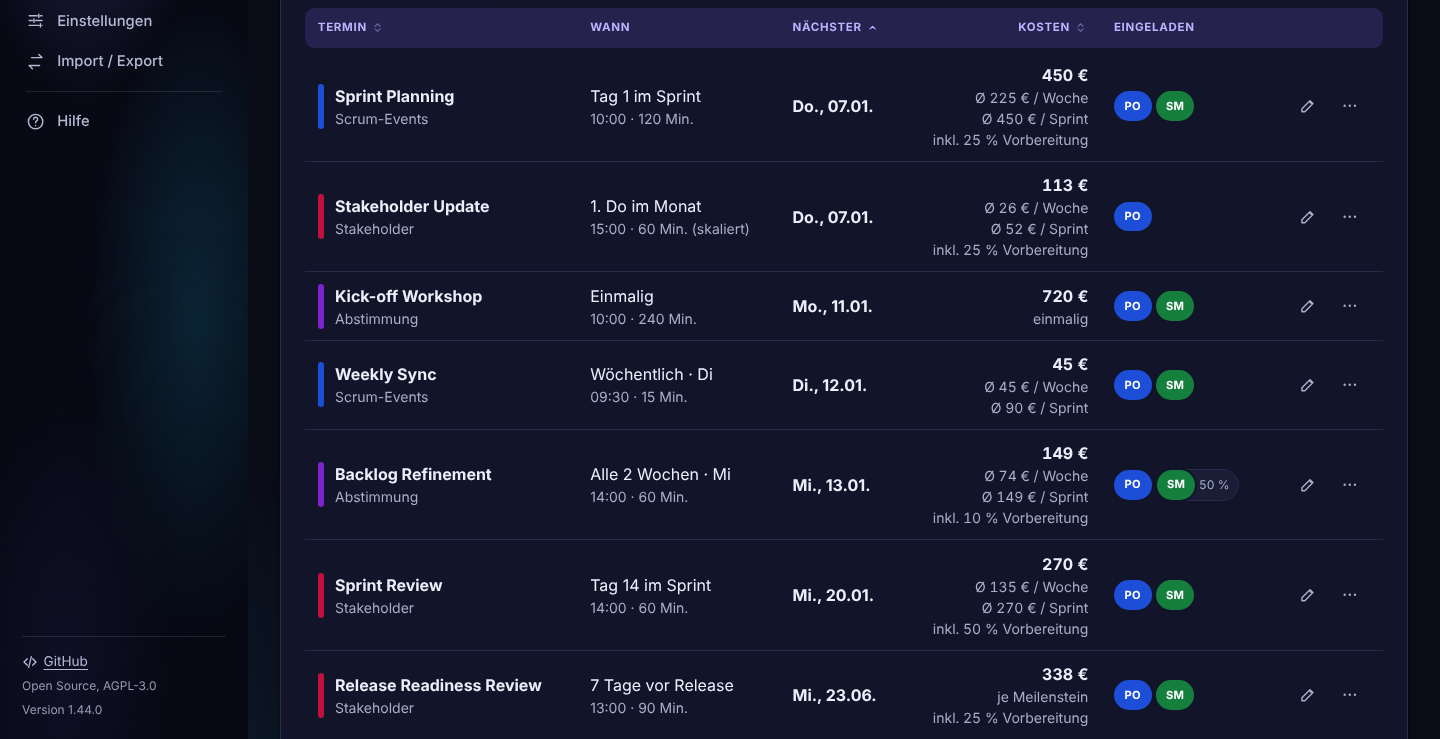 Einstellungen
Import / Export
Hilfe
GitHub
Open Source, AGPL-3.0
Version 1.44.0
TERMIN WANN NÄCHSTER KOSTEN EINGELADEN
Sprint Planning
Scrum-Events
Tag 1 im Sprint
10:00 · 120 Min.
Do., 07.01.
450 €
Ø 225 € / Woche
Ø 450 € / Sprint
inkl. 25 % Vorbereitung
PO SM
Stakeholder Update
Stakeholder
1. Do im Monat
15:00 · 60 Min. (skaliert)
Do., 07.01.
113 €
Ø 26 € / Woche
Ø 52 € / Sprint
inkl. 25 % Vorbereitung
PO
Kick-off Workshop
Abstimmung
Einmalig
10:00 · 240 Min.
Mo., 11.01.
720 €
einmalig
PO SM
Weekly Sync
Scrum-Events
Wöchentlich · Di
09:30 · 15 Min.
Di., 12.01.
45 €
Ø 45 € / Woche
Ø 90 € / Sprint
PO SM
Backlog Refinement
Abstimmung
Alle 2 Wochen · Mi
14:00 · 60 Min.
Mi., 13.01.
149 €
Ø 74 € / Woche
Ø 149 € / Sprint
inkl. 10 % Vorbereitung
PO SM 50 %
Sprint Review
Stakeholder
Tag 14 im Sprint
14:00 · 60 Min.
Mi., 20.01.
270 €
Ø 135 € / Woche
Ø 270 € / Sprint
inkl. 50 % Vorbereitung
PO SM
Release Readiness Review
Stakeholder
7 Tage vor Release
13:00 · 90 Min.
Mi., 23.06.
338 €
je Meilenstein
inkl. 25 % Vorbereitung
PO SM